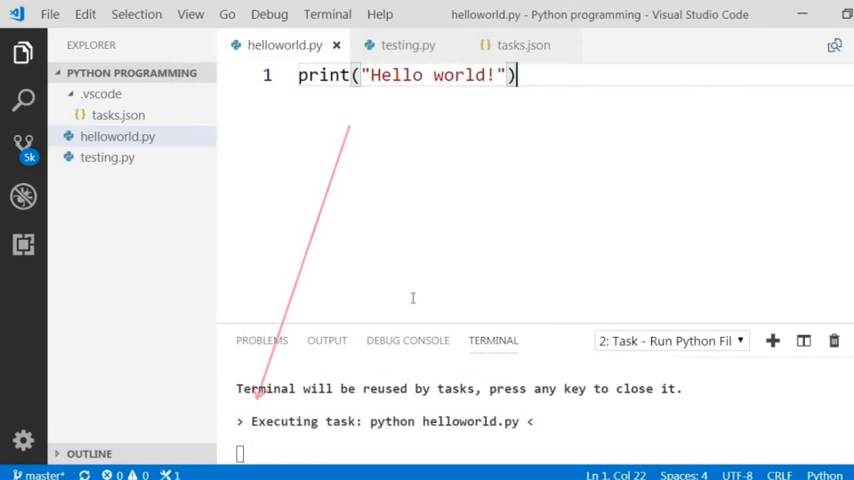 File Edit Selection View Go Debug Terminal Help helloworld.py - Python programming - Visual Studio Code
EXPLORER
helloworld.py testing.py tasks.json
PYTHON PROGRAMMING
.vscode
tasks.json
helloworld.py
testing.py
5k
1 print("Hello world!")
PROBLEMS OUTPUT DEBUG CONSOLE TERMINAL 2: Task - Run Python Fil
Terminal will be reused by tasks, press any key to close it.
> Executing task: python helloworld.py <
OUTLINE
master* 0 0 1 Ln 1, Col 22 Spaces: 4 UTF-8 CRLF Python